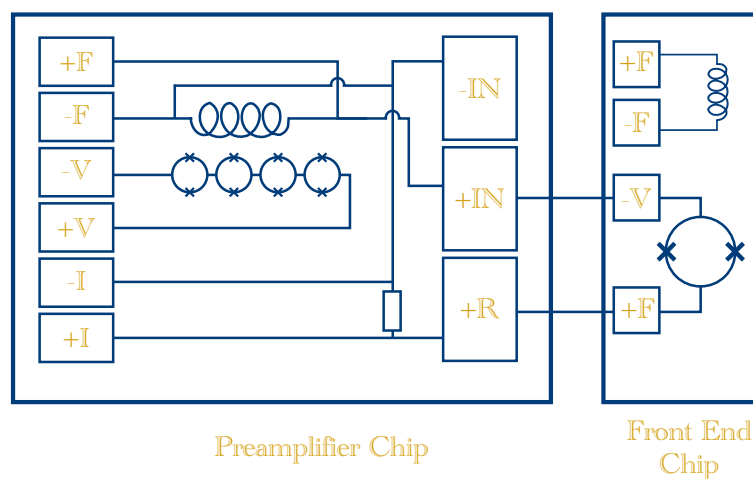 +F
-F
-V
+V
-I
+I
-IN
+IN
+R
+F
-F
-V
+F
Preamplifier Chip
Front End
Chip